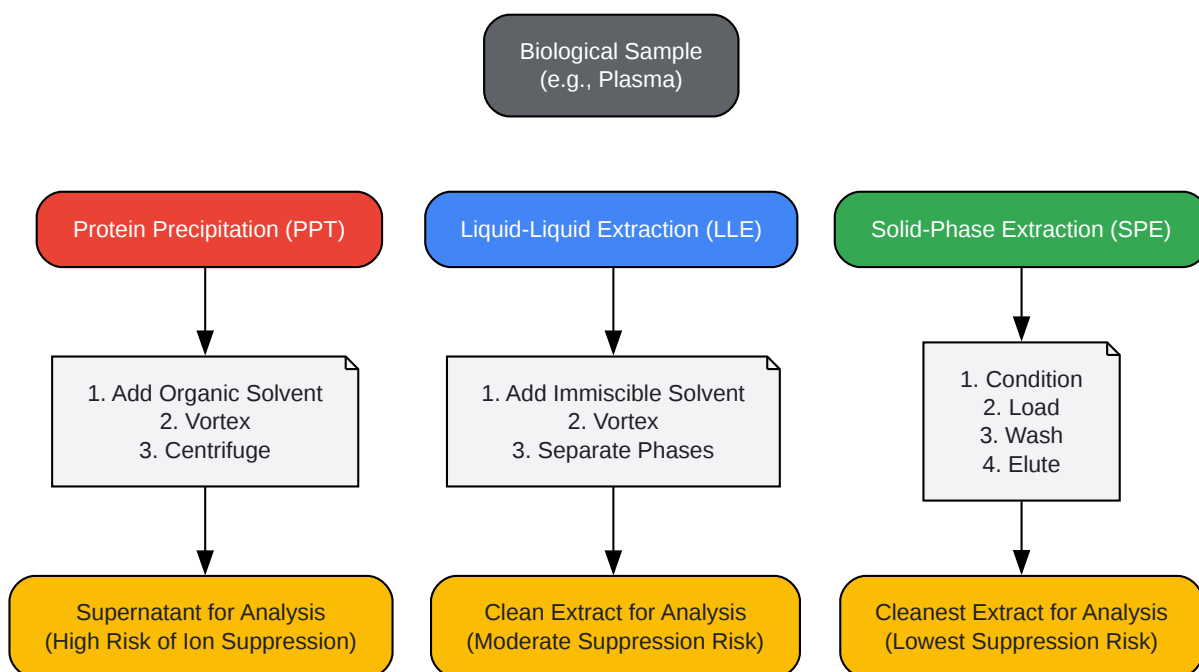 Biological Sample
(e.g., Plasma)
Protein Precipitation (PPT)
Liquid-Liquid Extraction (LLE)
Solid-Phase Extraction (SPE)
1. Add Organic Solvent
2. Vortex
3. Centrifuge
1. Add Immiscible Solvent
2. Vortex
3. Separate Phases
1. Condition
2. Load
3. Wash
4. Elute
Supernatant for Analysis
(High Risk of Ion Suppression)
Clean Extract for Analysis
(Moderate Suppression Risk)
Cleanest Extract for Analysis
(Lowest Suppression Risk)